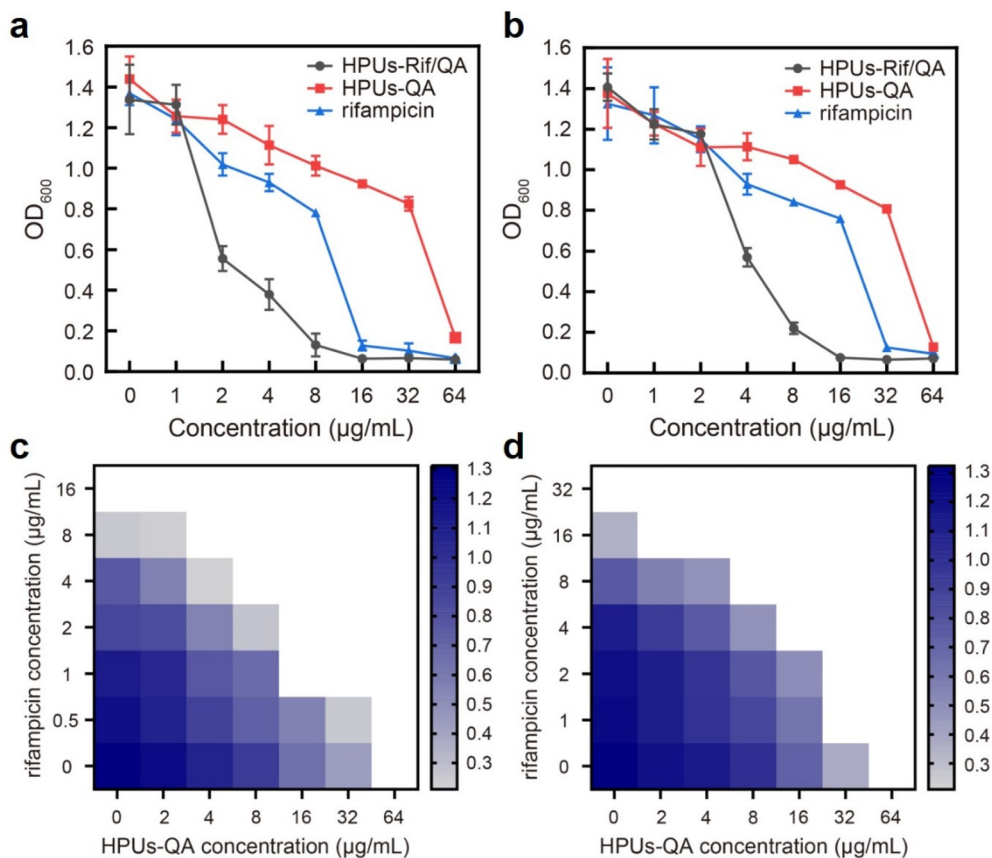 a
1.6
1.4
1.2
1.0
0.8
0.6
0.4
0.2
0.0
OD600
HPUs-Rif/QA
HPUs-QA
rifampicin
0 1 2 4 8 16 32 64
Concentration (µg/mL)
b
1.6
1.4
1.2
1.0
0.8
0.6
0.4
0.2
0.0
OD600
HPUs-Rif/QA
HPUs-QA
rifampicin
0 1 2 4 8 16 32 64
Concentration (µg/mL)
c
rifampicin concentration (µg/mL)
16
8
4
2
1
0.5
0
0 2 4 8 16 32 64
HPUs-QA concentration (µg/mL)
1.3
1.2
1.1
1.0
0.9
0.8
0.7
0.6
0.5
0.4
0.3
d
rifampicin concentration (µg/mL)
32
16
8
4
2
1
0
0 2 4 8 16 32 64
HPUs-QA concentration (µg/mL)
1.3
1.2
1.1
1.0
0.9
0.8
0.7
0.6
0.5
0.4
0.3